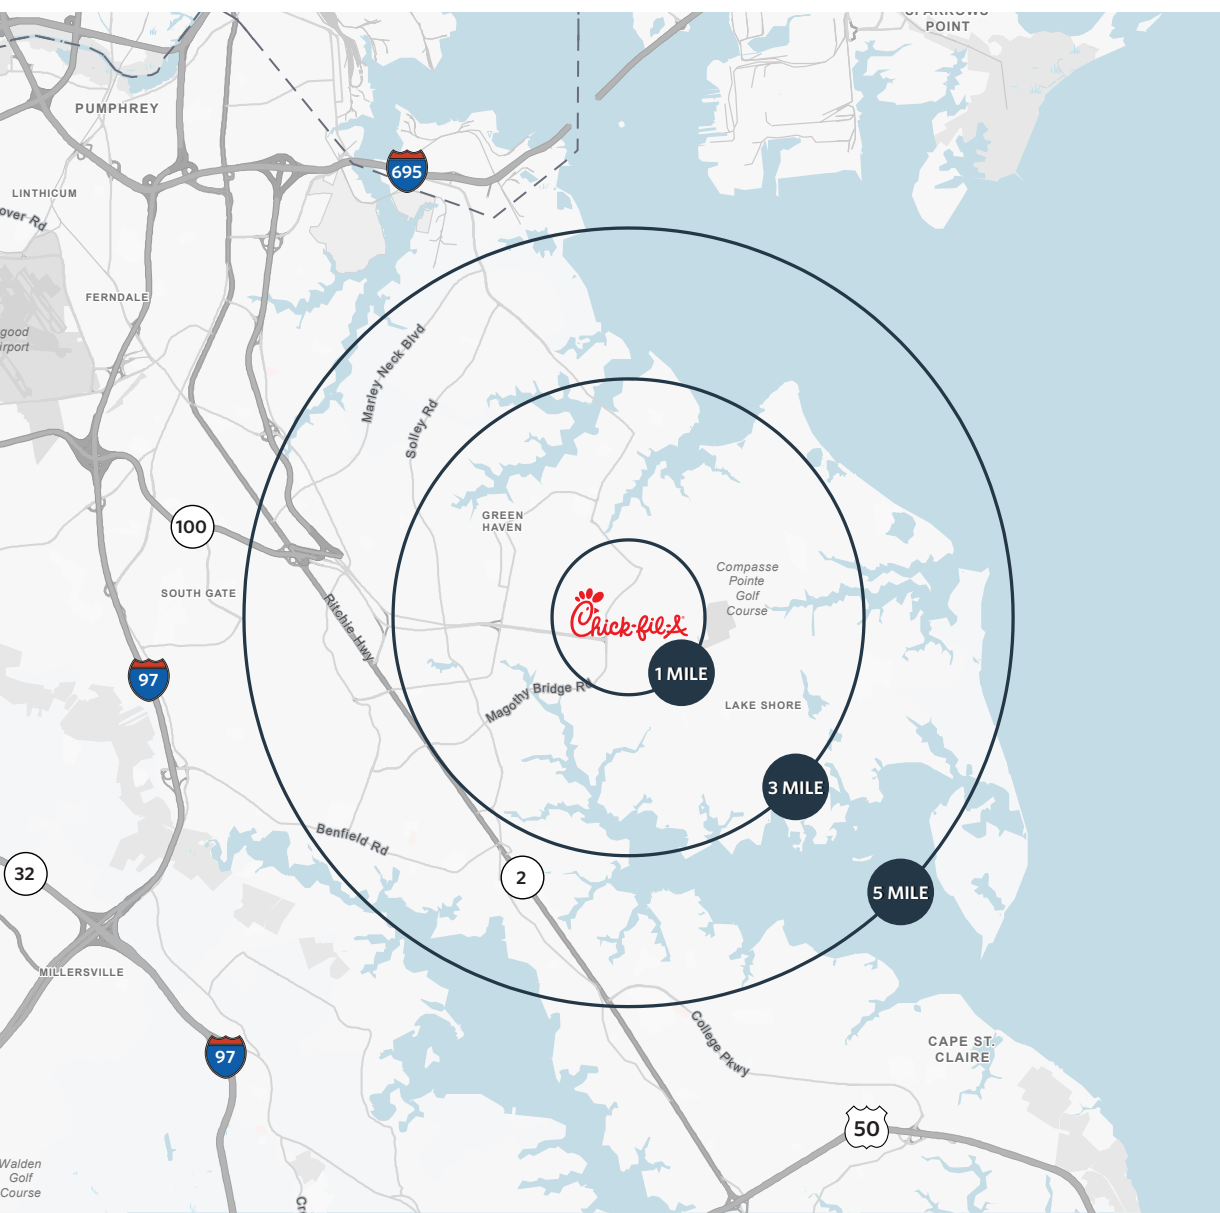 SPARROWS
POINT
PUMPHREY
695
LINTHICUM
over Rd
FERNDALE
good
irport
Marley Neck Blvd
Solley Rd
GREEN
HAVEN
100
Compasse
Pointe
Golf
Course
SOUTH GATE
Ritchie Hwy
Chick-fil-A
1 MILE
97
Magothy Bridge Rd
LAKE SHORE
3 MILE
Benfield Rd
32
2
5 MILE
MILLERSVILLE
College Pkwy
CAPE ST.
CLAIRE
97
50
Walden
Golf
Course
Cr